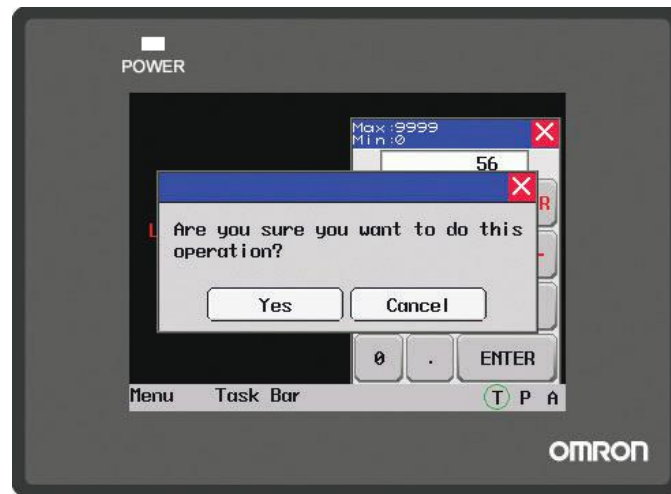 POWER
Max:9999
Min:0
56
R
L
Are you sure you want to do this
operation?
-
Yes
Cancel
0
.
ENTER
Menu
Task Bar
T P A
OMRON